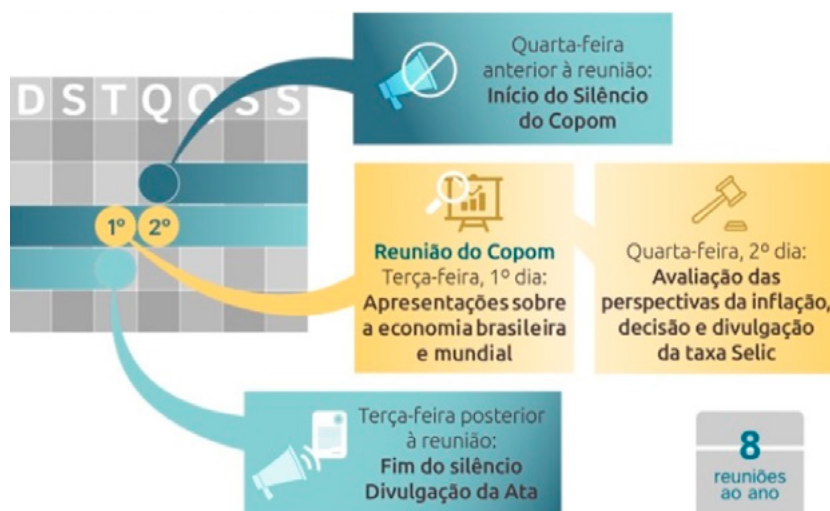 Quarta-feira
anterior à reunião:
Início do Silêncio
do Copom
D S T Q Q S S
1º 2º
Reunião do Copom
Terça-feira, 1º dia:
Apresentações sobre
a economia brasileira
e mundial
Quarta-feira, 2º dia:
Avaliação das
perspectivas da inflação,
decisão e divulgação
da taxa Selic
Terça-feira posterior
à reunião:
Fim do silêncio
Divulgação da Ata
8
reuniões
ao ano